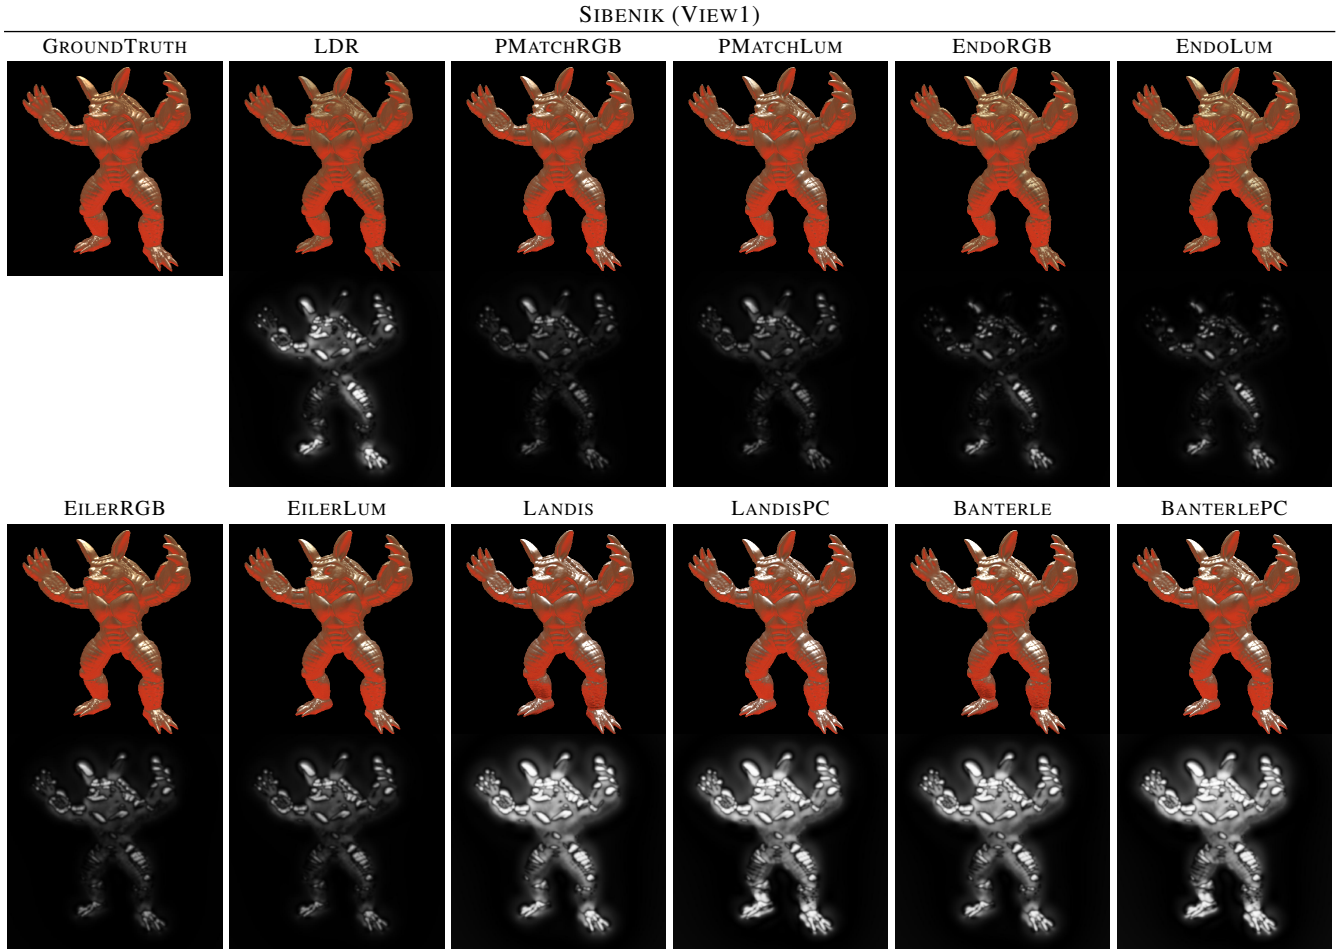 SIBENIK (VIEW1)
GROUNDTRUTH LDR PMATCHRGB PMATCHLUM ENDORGB ENDOLUM
EILERRGB EILERLUM LANDIS LANDISPC BANTERLE BANTERLEPC